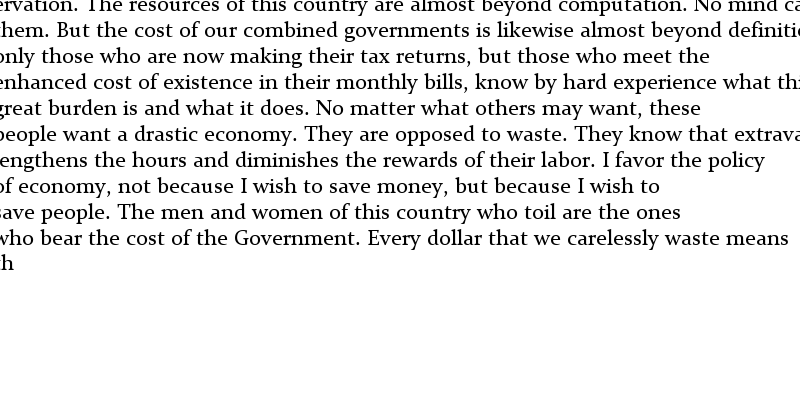 ervation. The resources of this country are almost beyond computation. No mind ca
them. But the cost of our combined governments is likewise almost beyond definitio
only those who are now making their tax returns, but those who meet the
enhanced cost of existence in their monthly bills, know by hard experience what thi
great burden is and what it does. No matter what others may want, these
people want a drastic economy. They are opposed to waste. They know that extrava
engthens the hours and diminishes the rewards of their labor. I favor the policy
of economy, not because I wish to save money, but because I wish to
save people. The men and women of this country who toil are the ones
who bear the cost of the Government. Every dollar that we carelessly waste means
th